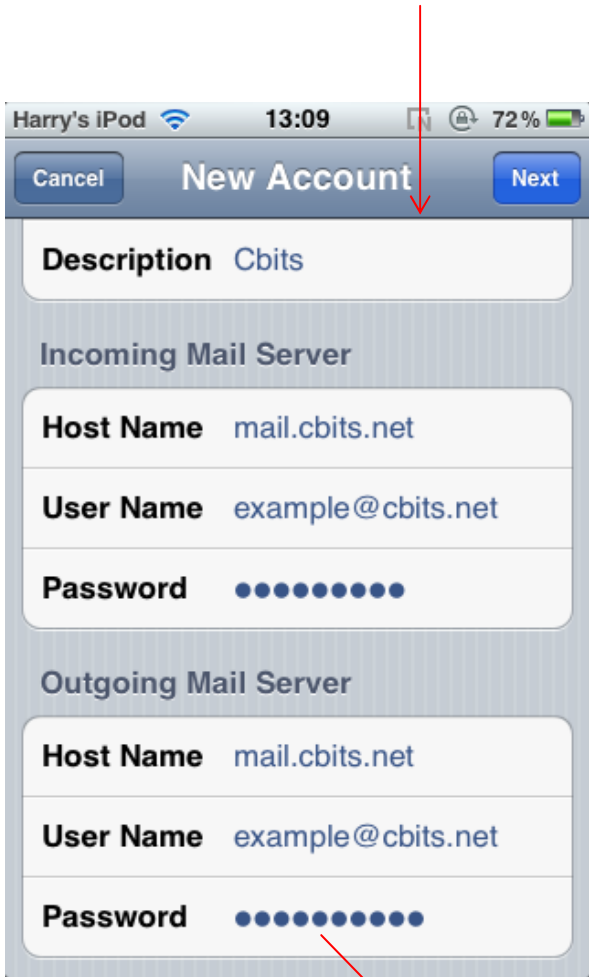 Harry's iPod 13:09 72%
Cancel New Account Next
Description Cbits
Incoming Mail Server
Host Name mail.cbits.net
User Name example@cbits.net
Password ●●●●●●●●●
Outgoing Mail Server
Host Name mail.cbits.net
User Name example@cbits.net
Password ●●●●●●●●●●